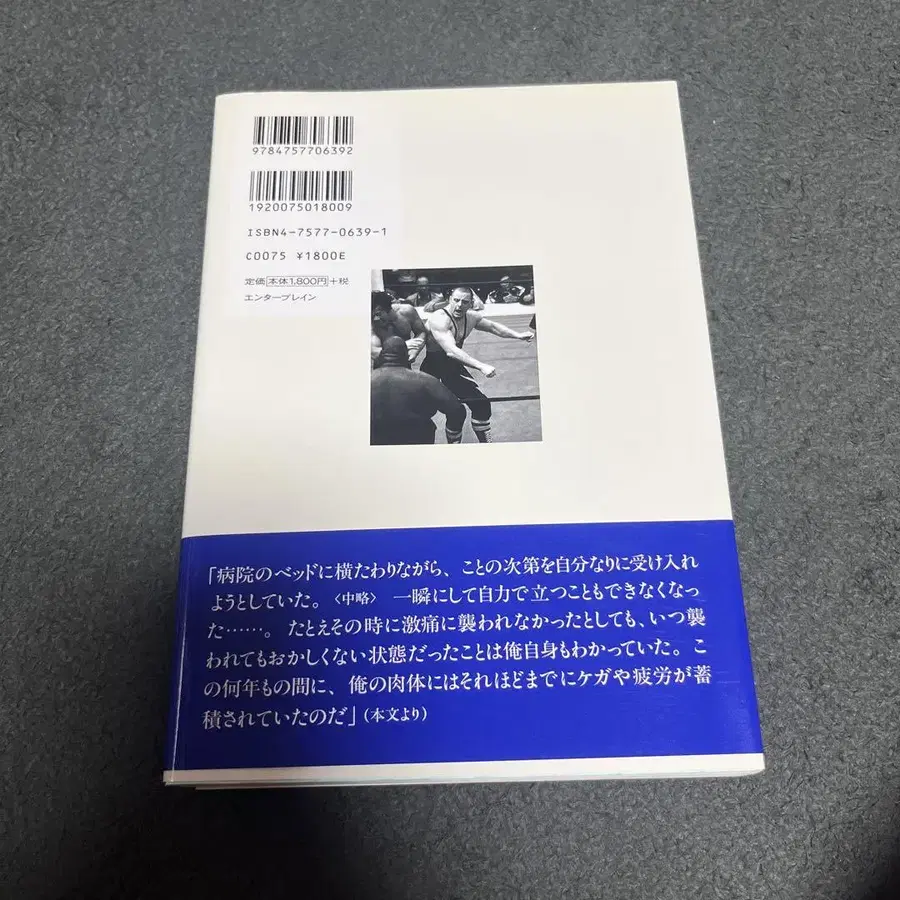 9784757706392
1920075018009
ISBN4-7577-0639-1
C0075 ¥1800E
定価 本体1,800円 +税
エンターブレイン
「病院のベッドに横たわりながら、ことの次第を自分なりに受け入れ
ようとしていた。〈中略〉 一瞬にして自力で立つこともできなくなっ
た……。たとえその時に激痛に襲われなかったとしても、いつ襲
われてもおかしくない状態だったことは俺自身もわかっていた。こ
の何年もの間に、俺の肉体にはそれほどまでにケガや疲労が蓄
積されていたのだ」(本文より)